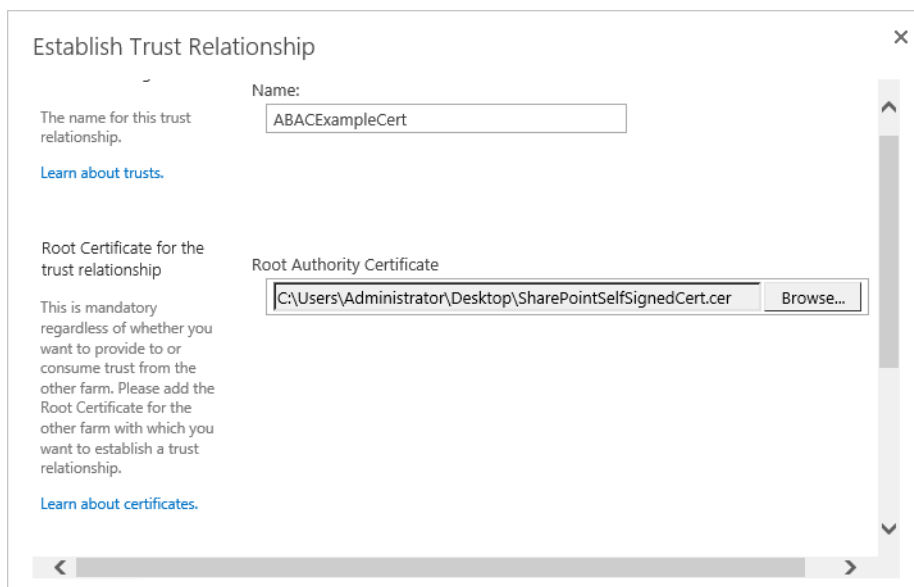 Establish Trust Relationship
Name:
The name for this trust
relationship.
ABACExampleCert
Learn about trusts.
Root Certificate for the
trust relationship
Root Authority Certificate
C:\Users\Administrator\Desktop\SharePointSelfSignedCert.cer
Browse...
This is mandatory
regardless of whether you
want to provide to or
consume trust from the
other farm. Please add the
Root Certificate for the
other farm with which you
want to establish a trust
relationship.
Learn about certificates.